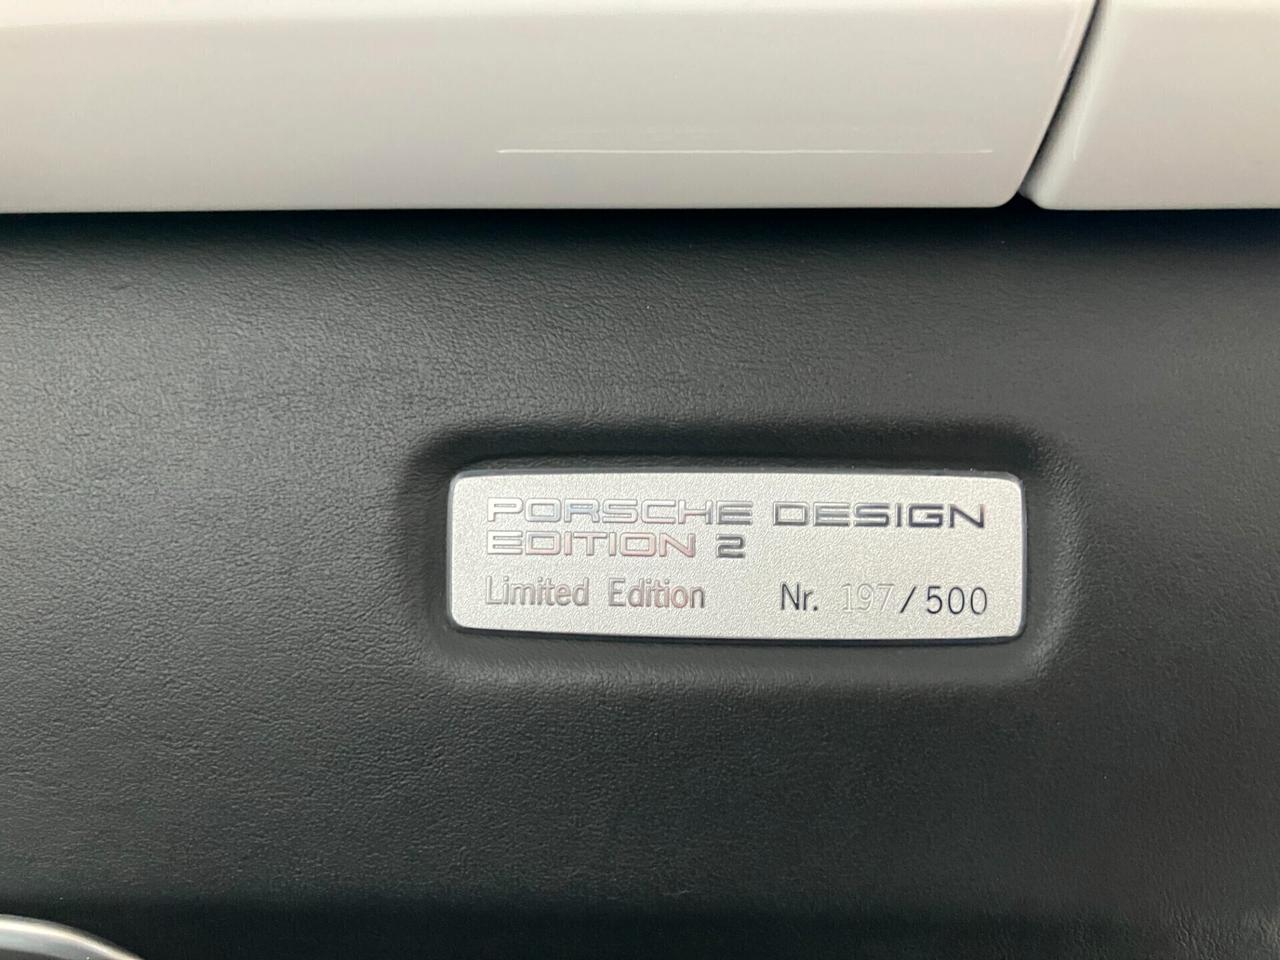 PORSCHE DESIGN
EDITION 2
Limited Edition Nr. 197/500